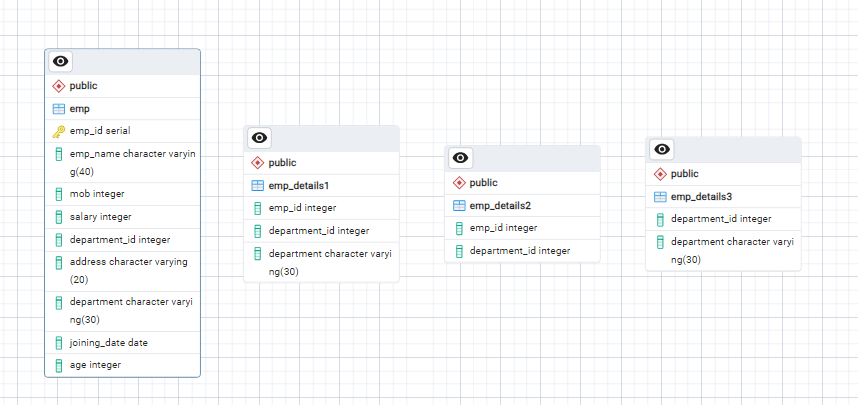 public
emp
emp_id serial
emp_name character varyin
g(40)
mob integer
salary integer
department_id integer
address character varying
(20)
department character varyi
ng(30)
joining_date date
age integer
public
emp_details1
emp_id integer
department_id integer
department character varyi
ng(30)
public
emp_details2
emp_id integer
department_id integer
public
emp_details3
department_id integer
department character varyi
ng(30)